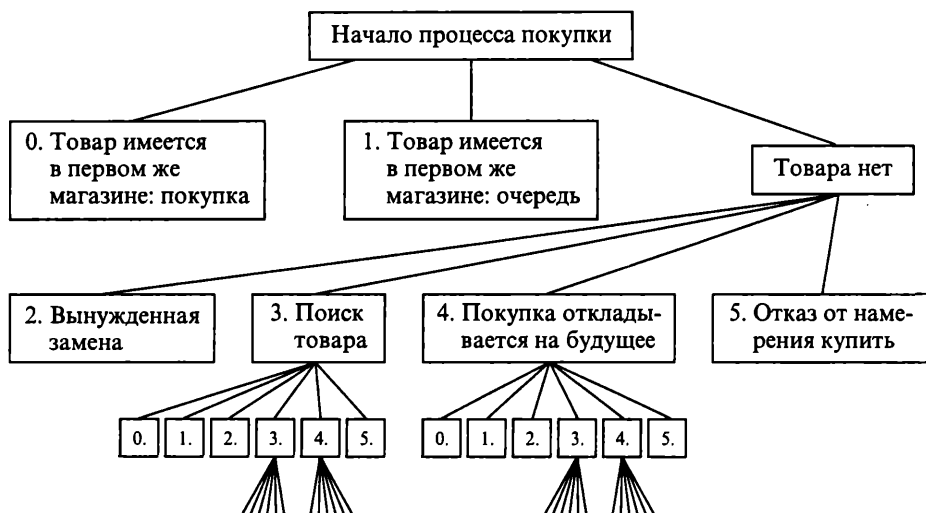 Начало процесса покупки
0. Товар имеется
в первом же
магазине: покупка
1. Товар имеется
в первом же
магазине: очередь
Товара нет
2. Вынужденная
замена
3. Поиск
товара
4. Покупка отклады-
вается на будущее
5. Отказ от наме-
рения купить
0. 1. 2. 3. 4. 5.
0. 1. 2. 3. 4. 5.